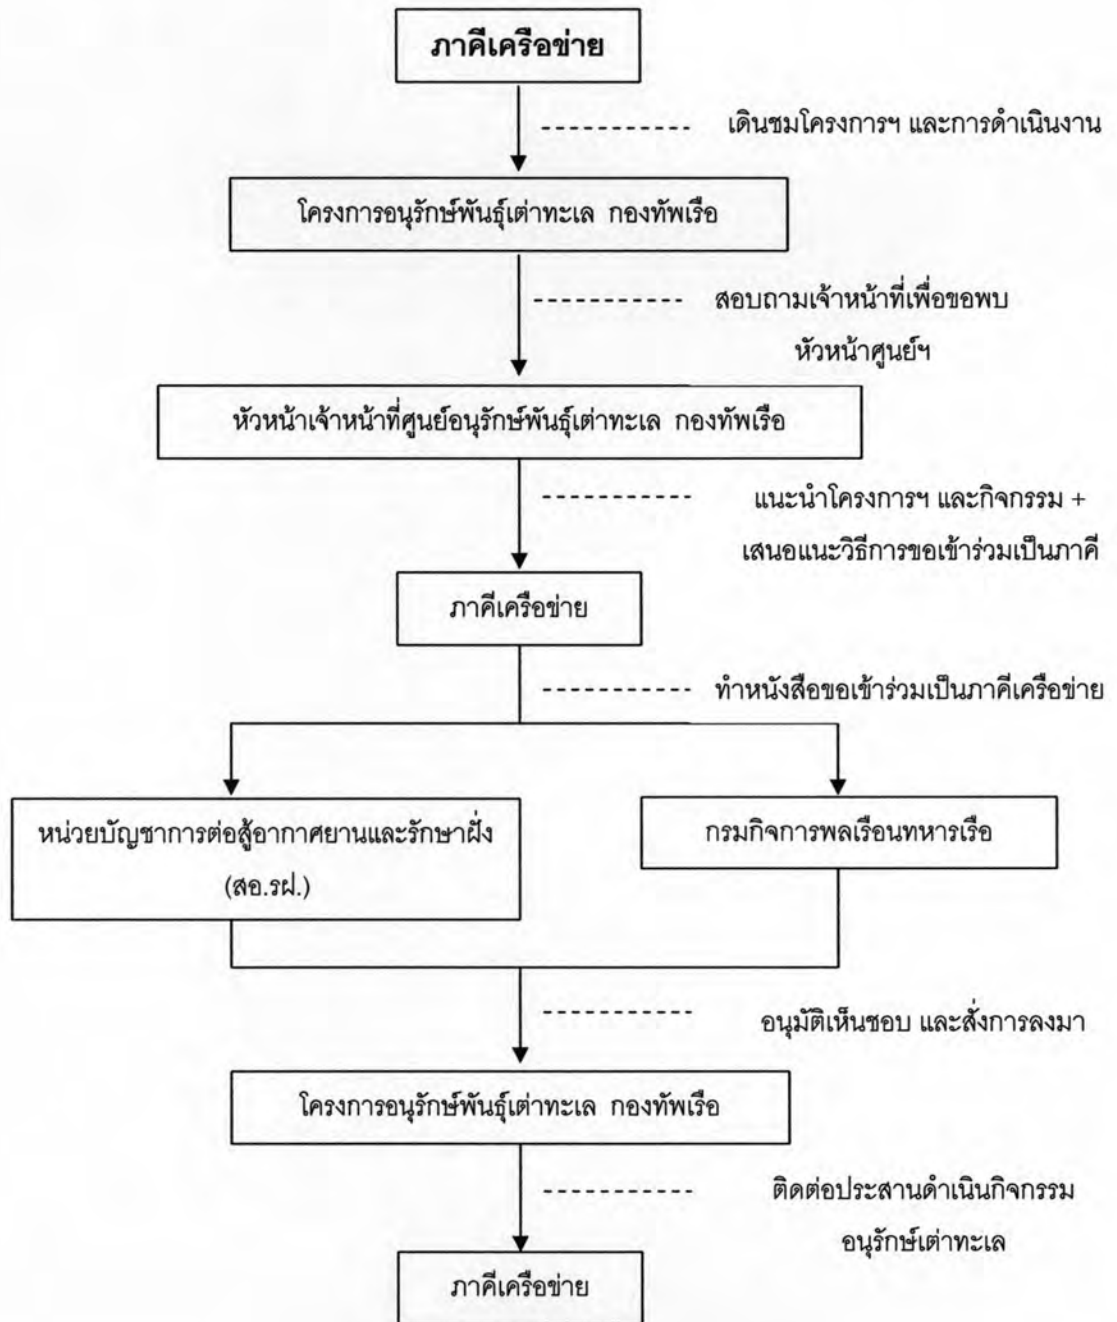 ภาคีเครือข่าย
เดินชมโครงการฯ และการดำเนินงาน
โครงการอนุรักษ์พันธุ์เต่าทะเล กองทัพเรือ
สอบถามเจ้าหน้าที่เพื่อขอพบ
หัวหน้าศูนย์ฯ
หัวหน้าเจ้าหน้าที่ศูนย์อนุรักษ์พันธุ์เต่าทะเล กองทัพเรือ
แนะนำโครงการฯ และกิจกรรม +
เสนอแนะวิธีการขอเข้าร่วมเป็นภาคี
ภาคีเครือข่าย
ทำหนังสือขอเข้าร่วมเป็นภาคีเครือข่าย
หน่วยบัญชาการต่อสู้อากาศยานและรักษาฝั่ง
(สอ.รฝ.)
กรมกิจการพลเรือนทหารเรือ
อนุมัติเห็นชอบ และสั่งการลงมา
โครงการอนุรักษ์พันธุ์เต่าทะเล กองทัพเรือ
ติดต่อประสานดำเนินกิจกรรม
อนุรักษ์เต่าทะเล
ภาคีเครือข่าย